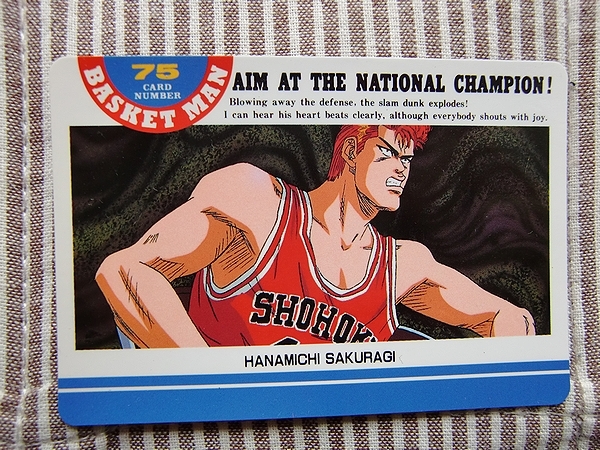 75
CARD
NUMBER
BASKET MAN
AIM AT THE NATIONAL CHAMPION!
Blowing away the defense, the slam dunk explodes!
I can hear his heart beats clearly, although everybody shouts with joy.
SHOHOKU
HANAMICHI SAKURAGI